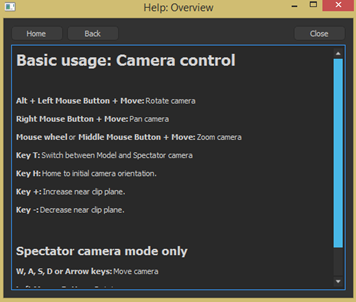 Help: Overview
Home
Back
Close
Basic usage: Camera control
Alt + Left Mouse Button + Move: Rotate camera
Right Mouse Button + Move: Pan camera
Mouse wheel or Middle Mouse Button + Move: Zoom camera
Key T: Switch between Model and Spectator camera
Key H: Home to initial camera orientation.
Key +: Increase near clip plane.
Key -: Decrease near clip plane.
Spectator camera mode only
W, A, S, D or Arrow keys: Move camera